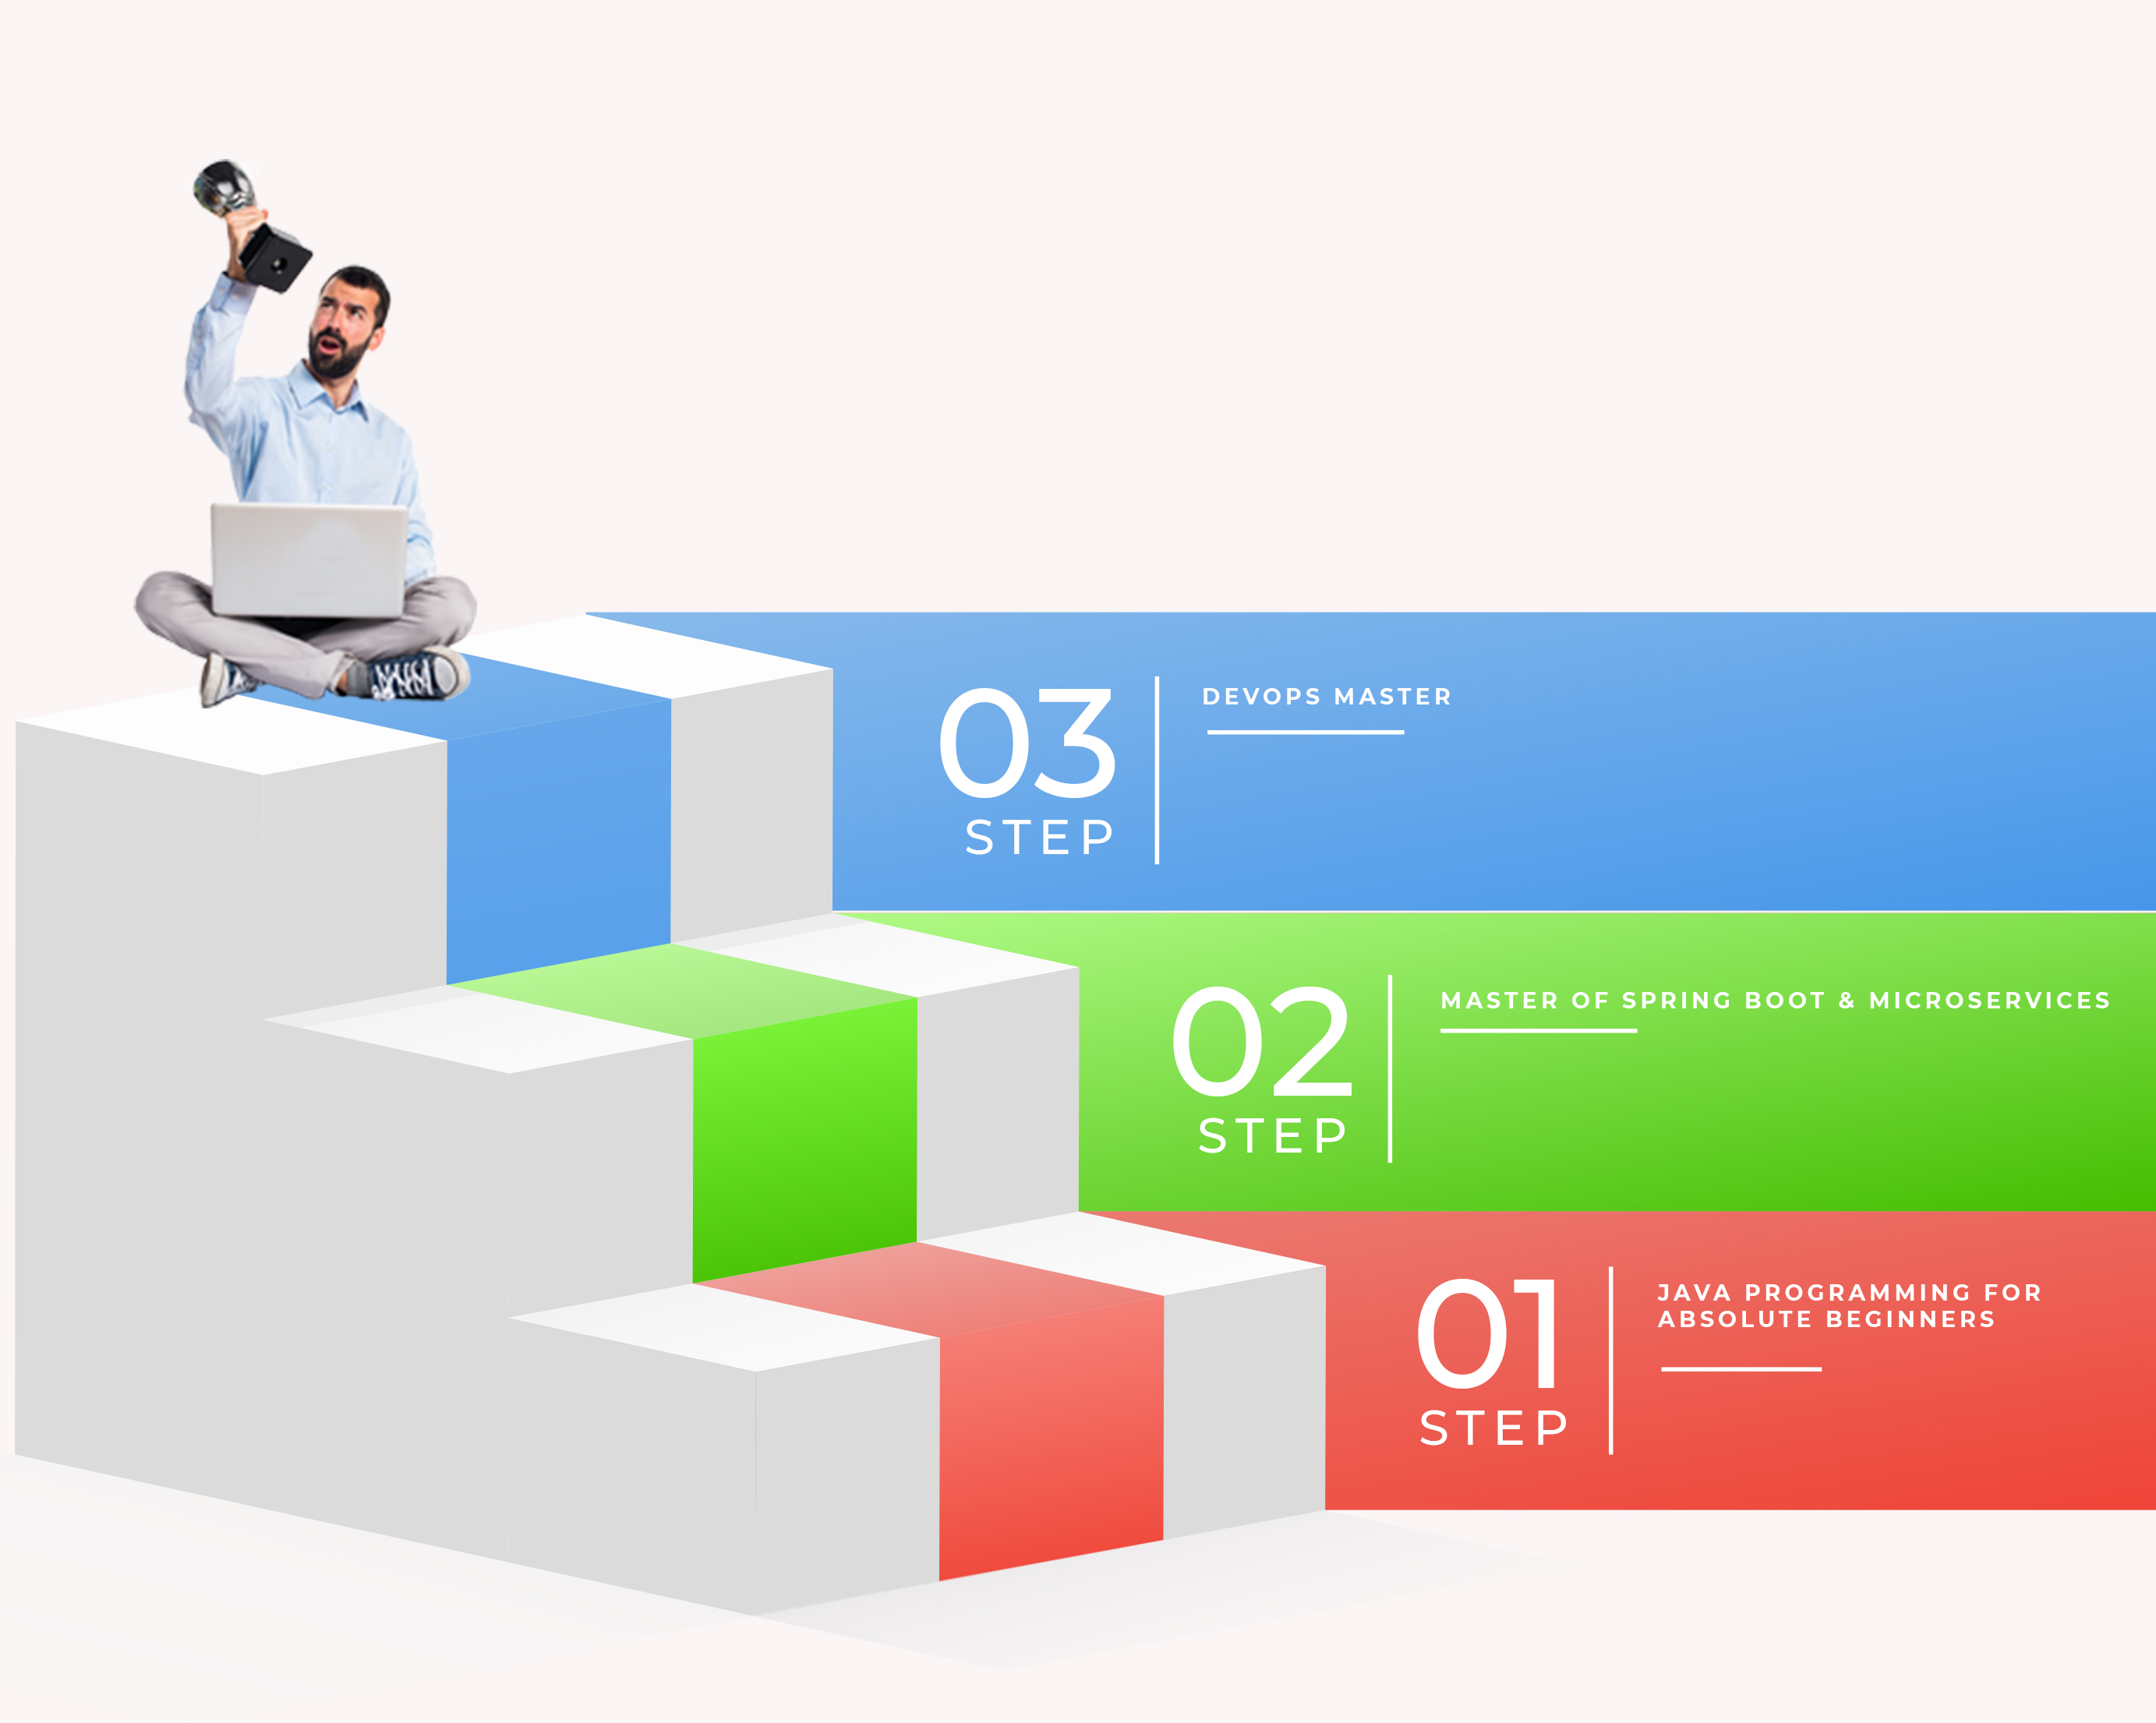 03
STEP
DEVOPS MASTER
02
STEP
MASTER OF SPRING BOOT & MICROSERVICES
01
STEP
JAVA PROGRAMMING FOR
ABSOLUTE BEGINNERS